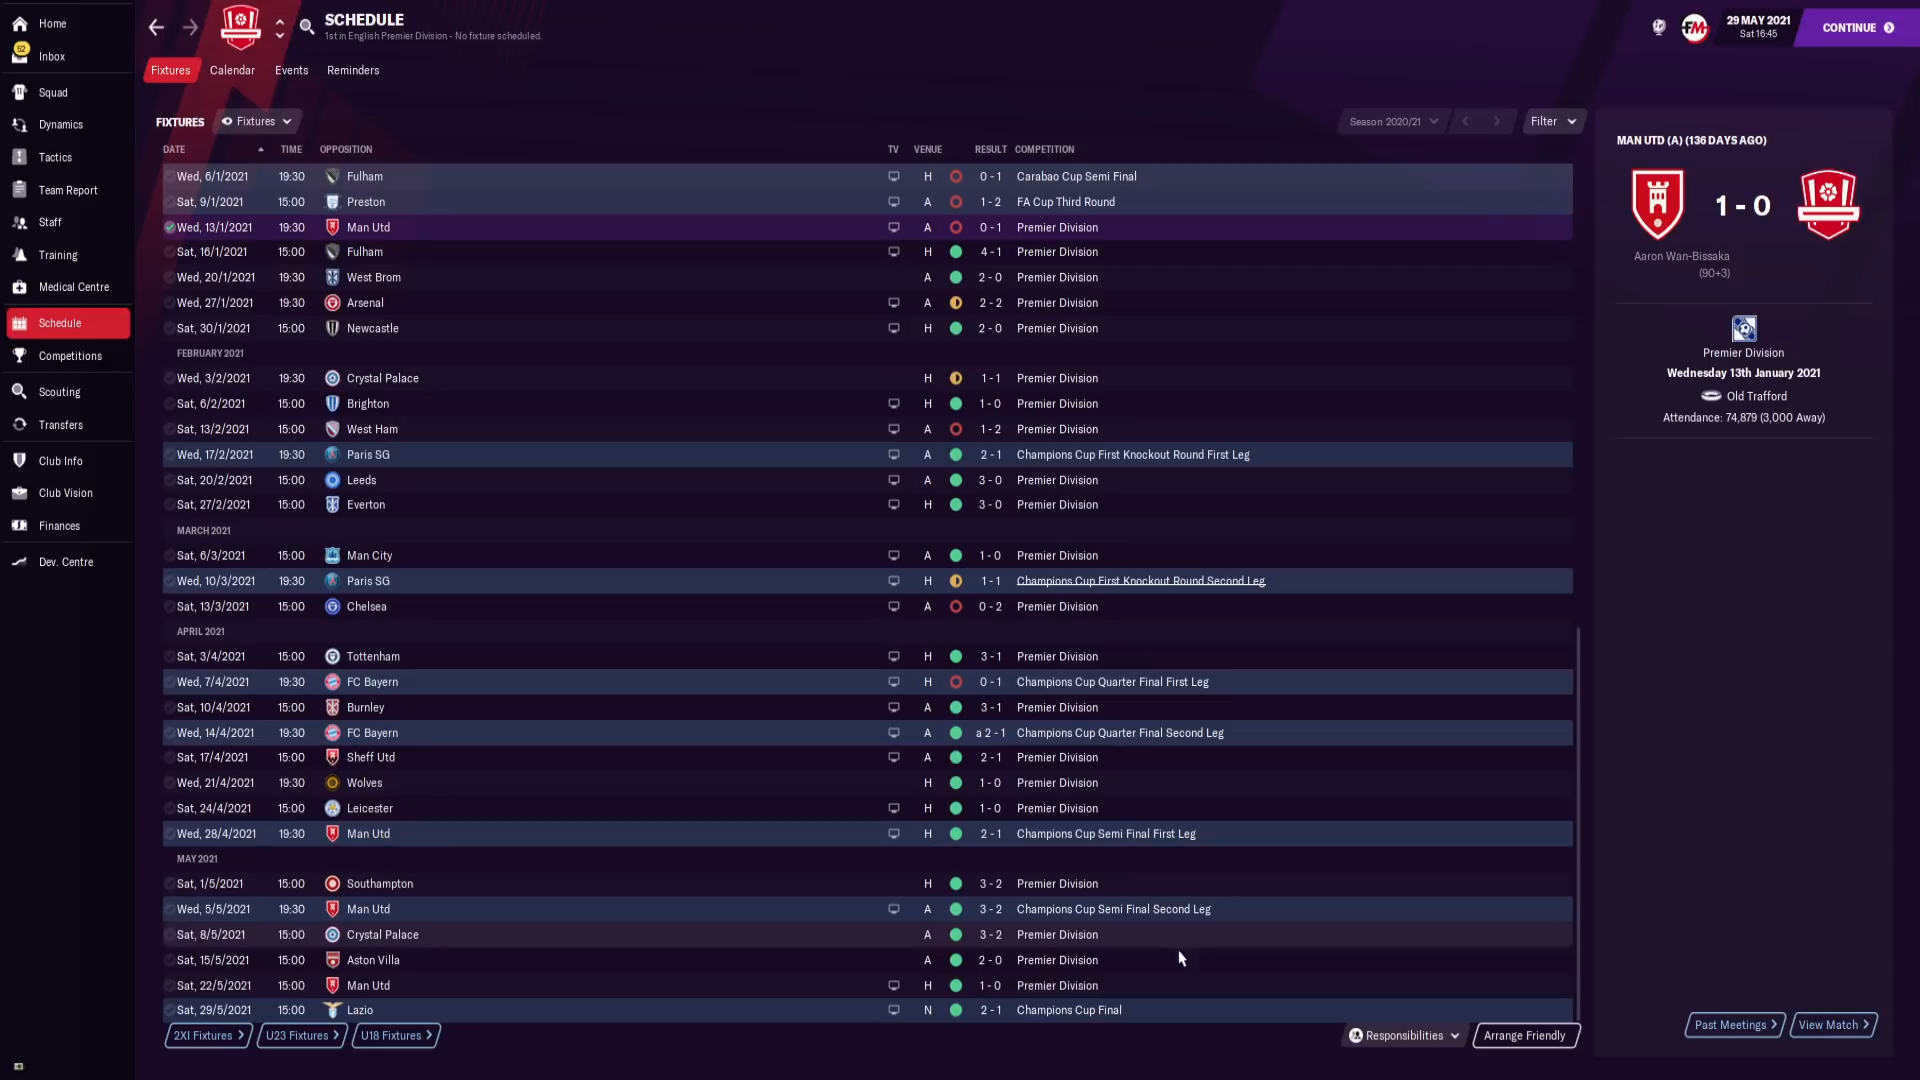 Home
52
Inbox
Squad
Dynamics
Tactics
Team Report
Staff
Training
Medical Centre
Schedule
Competitions
Scouting
Transfers
Club Info
Club Vision
Finances
Dev. Centre
SCHEDULE
1st in English Premier Division - No fixture scheduled.
FM
29 MAY 2021
Sat 16:45
CONTINUE
Fixtures Calendar Events Reminders
FIXTURES Fixtures Season 2020/21 Filter
DATE TIME OPPOSITION TV VENUE RESULT COMPETITION
Wed, 6/1/2021 19:30 Fulham H 0 - 1 Carabao Cup Semi Final
Sat, 9/1/2021 15:00 Preston A 1 - 2 FA Cup Third Round
Wed, 13/1/2021 19:30 Man Utd A 0 - 1 Premier Division
Sat, 16/1/2021 15:00 Fulham H 4 - 1 Premier Division
Wed, 20/1/2021 19:30 West Brom A 2 - 0 Premier Division
Wed, 27/1/2021 19:30 Arsenal A 2 - 2 Premier Division
Sat, 30/1/2021 15:00 Newcastle H 2 - 0 Premier Division
FEBRUARY 2021
Wed, 3/2/2021 19:30 Crystal Palace H 1 - 1 Premier Division
Sat, 6/2/2021 15:00 Brighton H 1 - 0 Premier Division
Sat, 13/2/2021 15:00 West Ham A 1 - 2 Premier Division
Wed, 17/2/2021 19:30 Paris SG A 2 - 1 Champions Cup First Knockout Round First Leg
Sat, 20/2/2021 15:00 Leeds A 3 - 0 Premier Division
Sat, 27/2/2021 15:00 Everton H 3 - 0 Premier Division
MARCH 2021
Sat, 6/3/2021 15:00 Man City A 1 - 0 Premier Division
Wed, 10/3/2021 19:30 Paris SG H 1 - 1 Champions Cup First Knockout Round Second Leg
Sat, 13/3/2021 15:00 Chelsea A 0 - 2 Premier Division
APRIL 2021
Sat, 3/4/2021 15:00 Tottenham H 3 - 1 Premier Division
Wed, 7/4/2021 19:30 FC Bayern H 0 - 1 Champions Cup Quarter Final First Leg
Sat, 10/4/2021 15:00 Burnley A 3 - 1 Premier Division
Wed, 14/4/2021 19:30 FC Bayern A a 2 - 1 Champions Cup Quarter Final Second Leg
Sat, 17/4/2021 15:00 Sheff Utd A 2 - 1 Premier Division
Wed, 21/4/2021 19:30 Wolves H 1 - 0 Premier Division
Sat, 24/4/2021 15:00 Leicester H 1 - 0 Premier Division
Wed, 28/4/2021 19:30 Man Utd H 2 - 1 Champions Cup Semi Final First Leg
MAY 2021
Sat, 1/5/2021 15:00 Southampton H 3 - 2 Premier Division
Wed, 5/5/2021 19:30 Man Utd A 3 - 2 Champions Cup Semi Final Second Leg
Sat, 8/5/2021 15:00 Crystal Palace A 3 - 2 Premier Division
Sat, 15/5/2021 15:00 Aston Villa A 2 - 0 Premier Division
Sat, 22/5/2021 15:00 Man Utd H 1 - 0 Premier Division
Sat, 29/5/2021 15:00 Lazio N 2 - 1 Champions Cup Final
2XI Fixtures U23 Fixtures U18 Fixtures Responsibilities Arrange Friendly
MAN UTD (A) (136 DAYS AGO)
1 - 0
Aaron Wan-Bissaka
(90+3)
Premier Division
Wednesday 13th January 2021
Old Trafford
Attendance: 74,879 (3,000 Away)
Past Meetings View Match